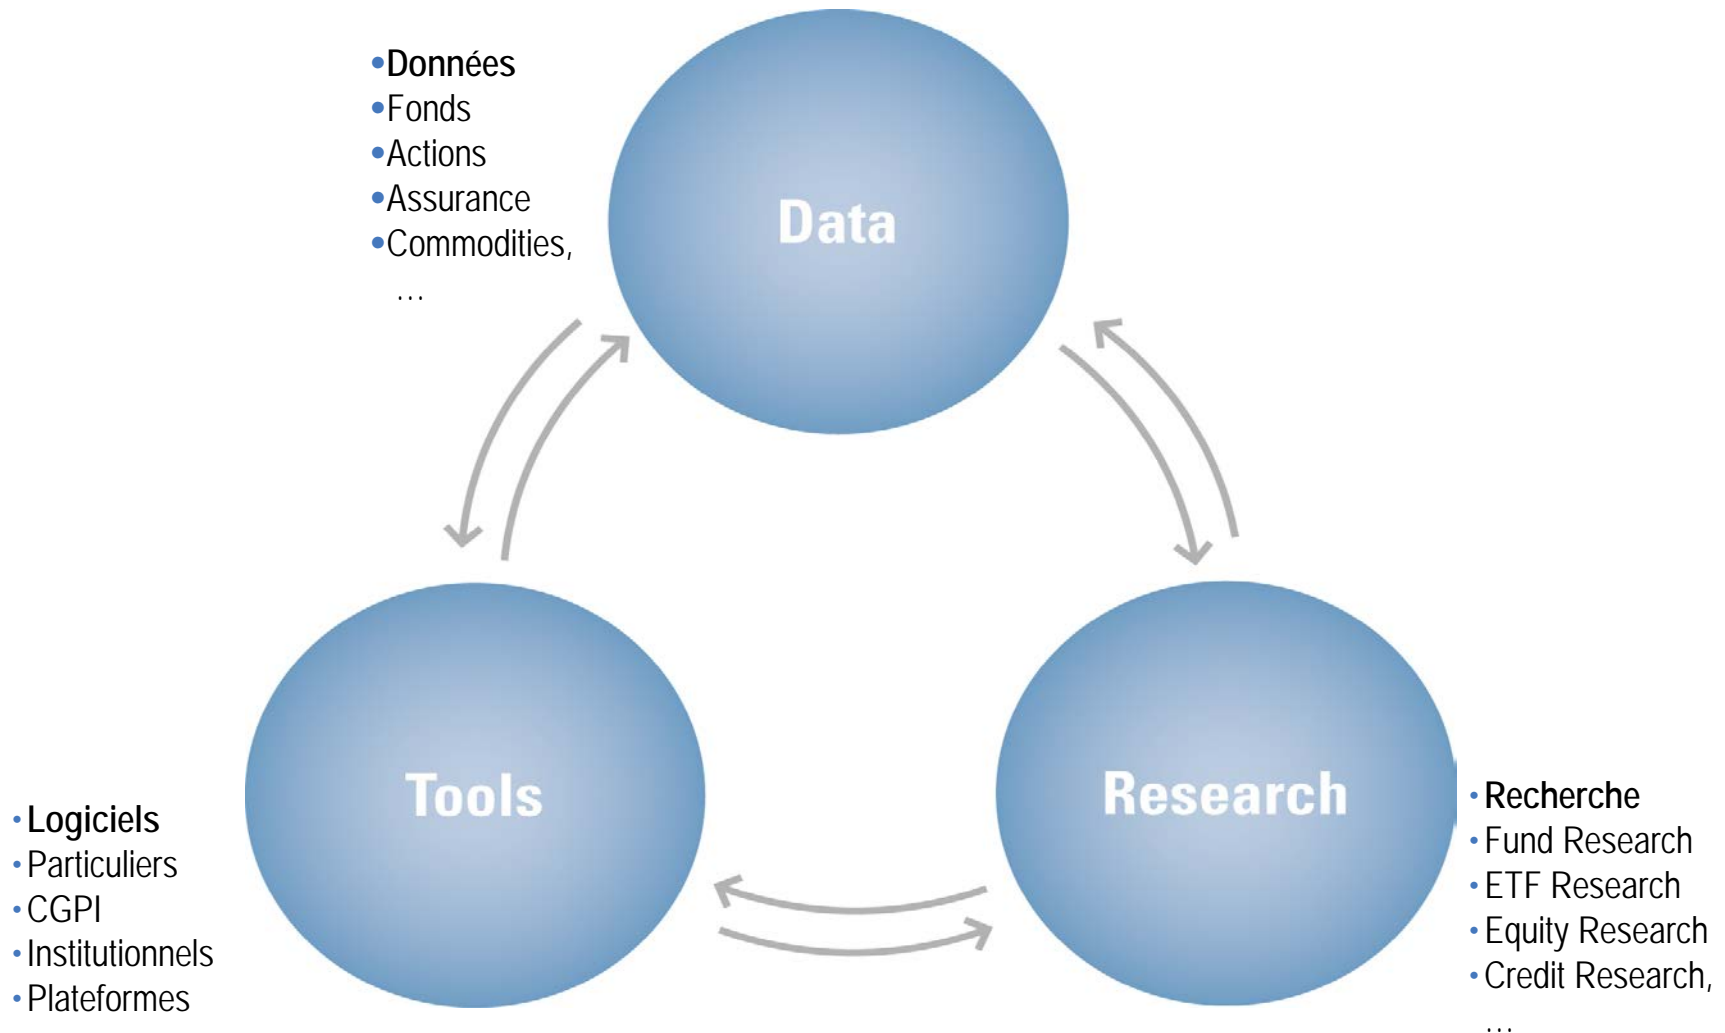 •Données
•Fonds
•Actions
•Assurance
•Commodities,
…
Data
Tools
Research
•Logiciels
•Particuliers
•CGPI
•Institutionnels
•Plateformes
•Recherche
•Fund Research
•ETF Research
•Equity Research
•Credit Research,
…